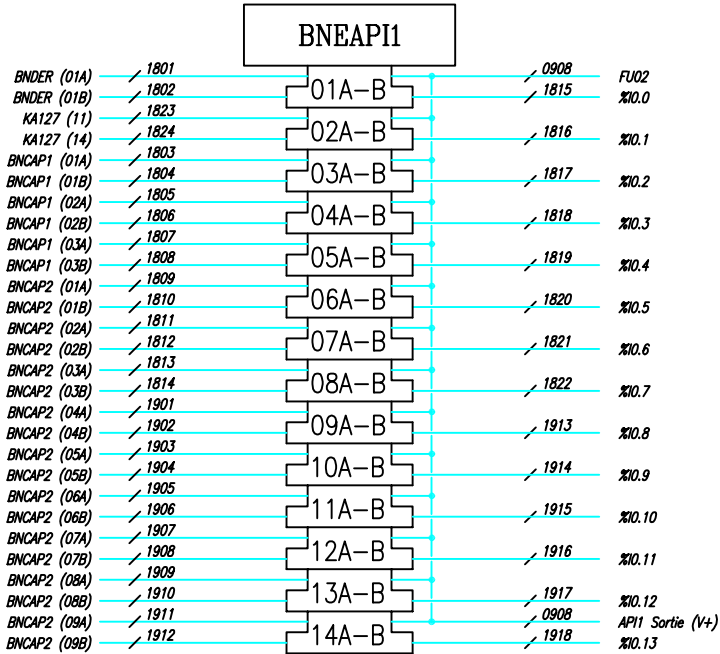 BNEAPI1
BNDER (01A) 1801 0908 FU02
BNDER (01B) 1802 01A-B 1815 %I0.0
KA127 (11) 1823
KA127 (14) 1824 02A-B 1816 %I0.1
BNCAP1 (01A) 1803
BNCAP1 (01B) 1804 03A-B 1817 %I0.2
BNCAP1 (02A) 1805
BNCAP1 (02B) 1806 04A-B 1818 %I0.3
BNCAP1 (03A) 1807
BNCAP1 (03B) 1808 05A-B 1819 %I0.4
BNCAP2 (01A) 1809
BNCAP2 (01B) 1810 06A-B 1820 %I0.5
BNCAP2 (02A) 1811
BNCAP2 (02B) 1812 07A-B 1821 %I0.6
BNCAP2 (03A) 1813
BNCAP2 (03B) 1814 08A-B 1822 %I0.7
BNCAP2 (04A) 1901
BNCAP2 (04B) 1902 09A-B 1913 %I0.8
BNCAP2 (05A) 1903
BNCAP2 (05B) 1904 10A-B 1914 %I0.9
BNCAP2 (06A) 1905
BNCAP2 (06B) 1906 11A-B 1915 %I0.10
BNCAP2 (07A) 1907
BNCAP2 (07B) 1908 12A-B 1916 %I0.11
BNCAP2 (08A) 1909
BNCAP2 (08B) 1910 13A-B 1917 %I0.12
BNCAP2 (09A) 1911 0908 API1 Sortie (V+)
BNCAP2 (09B) 1912 14A-B 1918 %I0.13